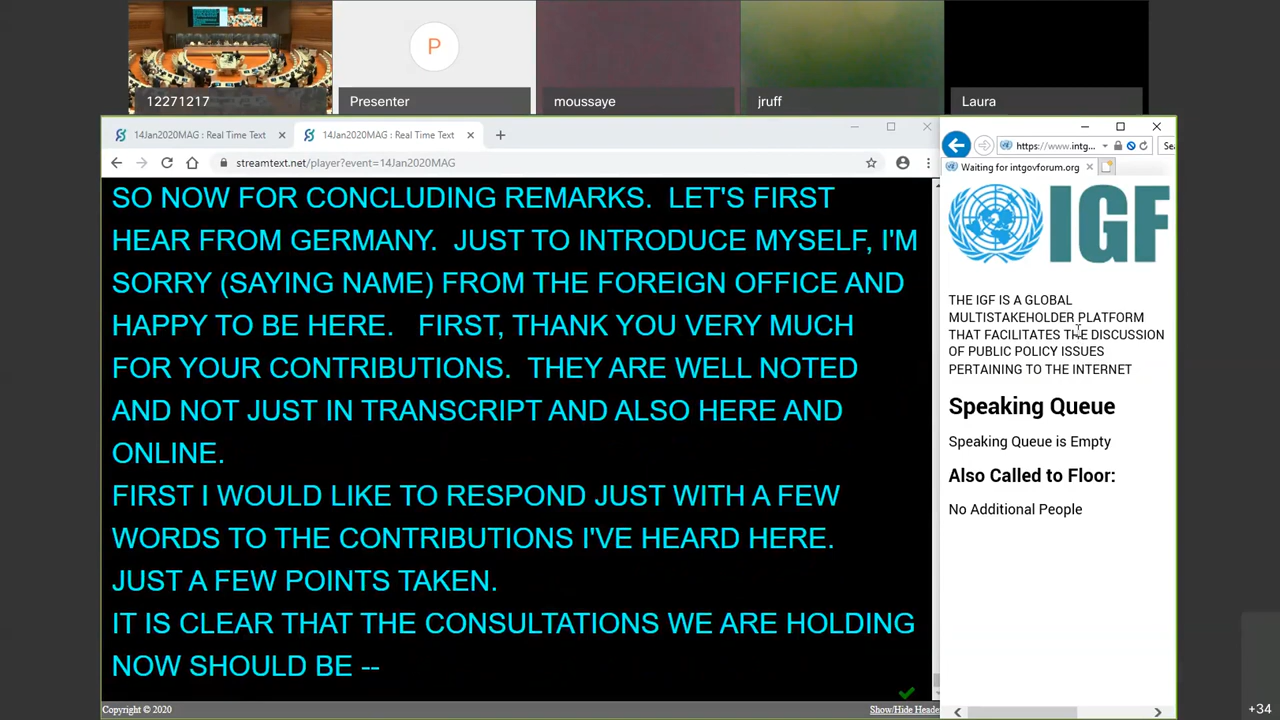 P
12271217
Presenter
moussaye
jruff
Laura
14Jan2020MAG : Real Time Text
14Jan2020MAG : Real Time Text
streamtext.net/player?event=14Jan2020MAG
SO NOW FOR CONCLUDING REMARKS.  LET'S FIRST
HEAR FROM GERMANY.  JUST TO INTRODUCE MYSELF, I'M
SORRY (SAYING NAME) FROM THE FOREIGN OFFICE AND
HAPPY TO BE HERE.   FIRST, THANK YOU VERY MUCH
FOR YOUR CONTRIBUTIONS.  THEY ARE WELL NOTED
AND NOT JUST IN TRANSCRIPT AND ALSO HERE AND
ONLINE.
FIRST I WOULD LIKE TO RESPOND JUST WITH A FEW
WORDS TO THE CONTRIBUTIONS I'VE HEARD HERE.
JUST A FEW POINTS TAKEN.
IT IS CLEAR THAT THE CONSULTATIONS WE ARE HOLDING
NOW SHOULD BE --
Copyright © 2020
Show/Hide Heade
https://www.intg...
Sea
Waiting for intgovforum.org
IGF
THE IGF IS A GLOBAL
MULTISTAKEHOLDER PLATFORM
THAT FACILITATES THE DISCUSSION
OF PUBLIC POLICY ISSUES
PERTAINING TO THE INTERNET
Speaking Queue
Speaking Queue is Empty
Also Called to Floor:
No Additional People
+34